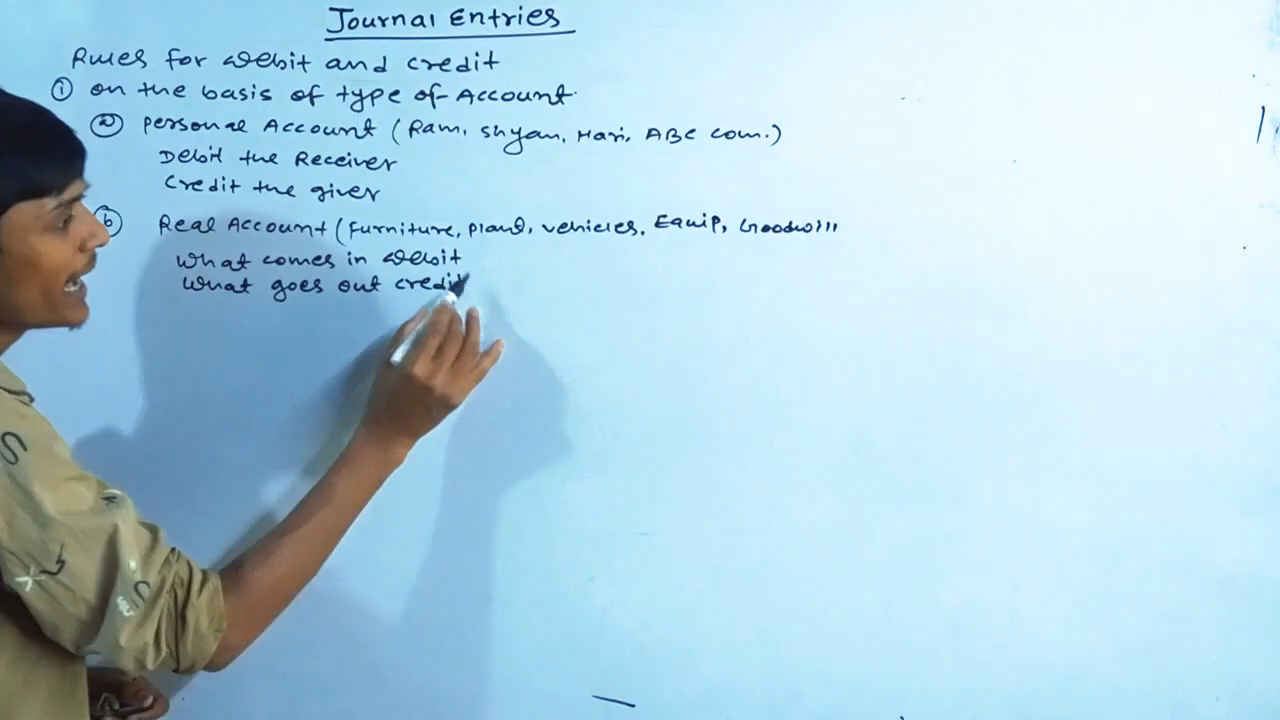 Journal Entries
Rules for Debit and credit
① on the basis of type of Account.
ⓐ Personal Account (Ram, Shyam, Hari, ABC com.)
Debit the Receiver
Credit the giver
ⓑ Real Account (Furniture, Plant, vehicles, Equip, Goodwill
What comes in Debit
What goes out credit